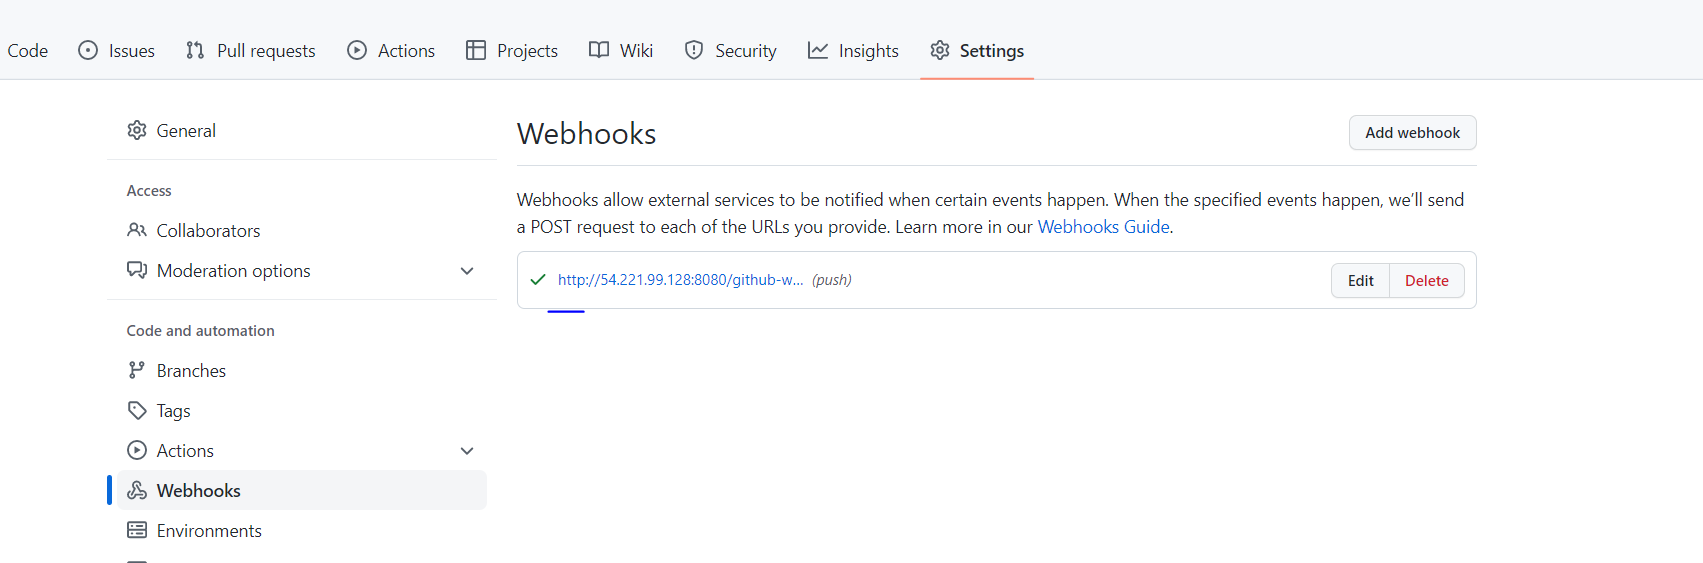 Code Issues Pull requests Actions Projects Wiki Security Insights Settings
General
Access
Collaborators
Moderation options
Code and automation
Branches
Tags
Actions
Webhooks
Environments
Webhooks
Add webhook
Webhooks allow external services to be notified when certain events happen. When the specified events happen, we’ll send
a POST request to each of the URLs you provide. Learn more in our Webhooks Guide.
http://54.221.99.128:8080/github-w... (push)
Edit Delete